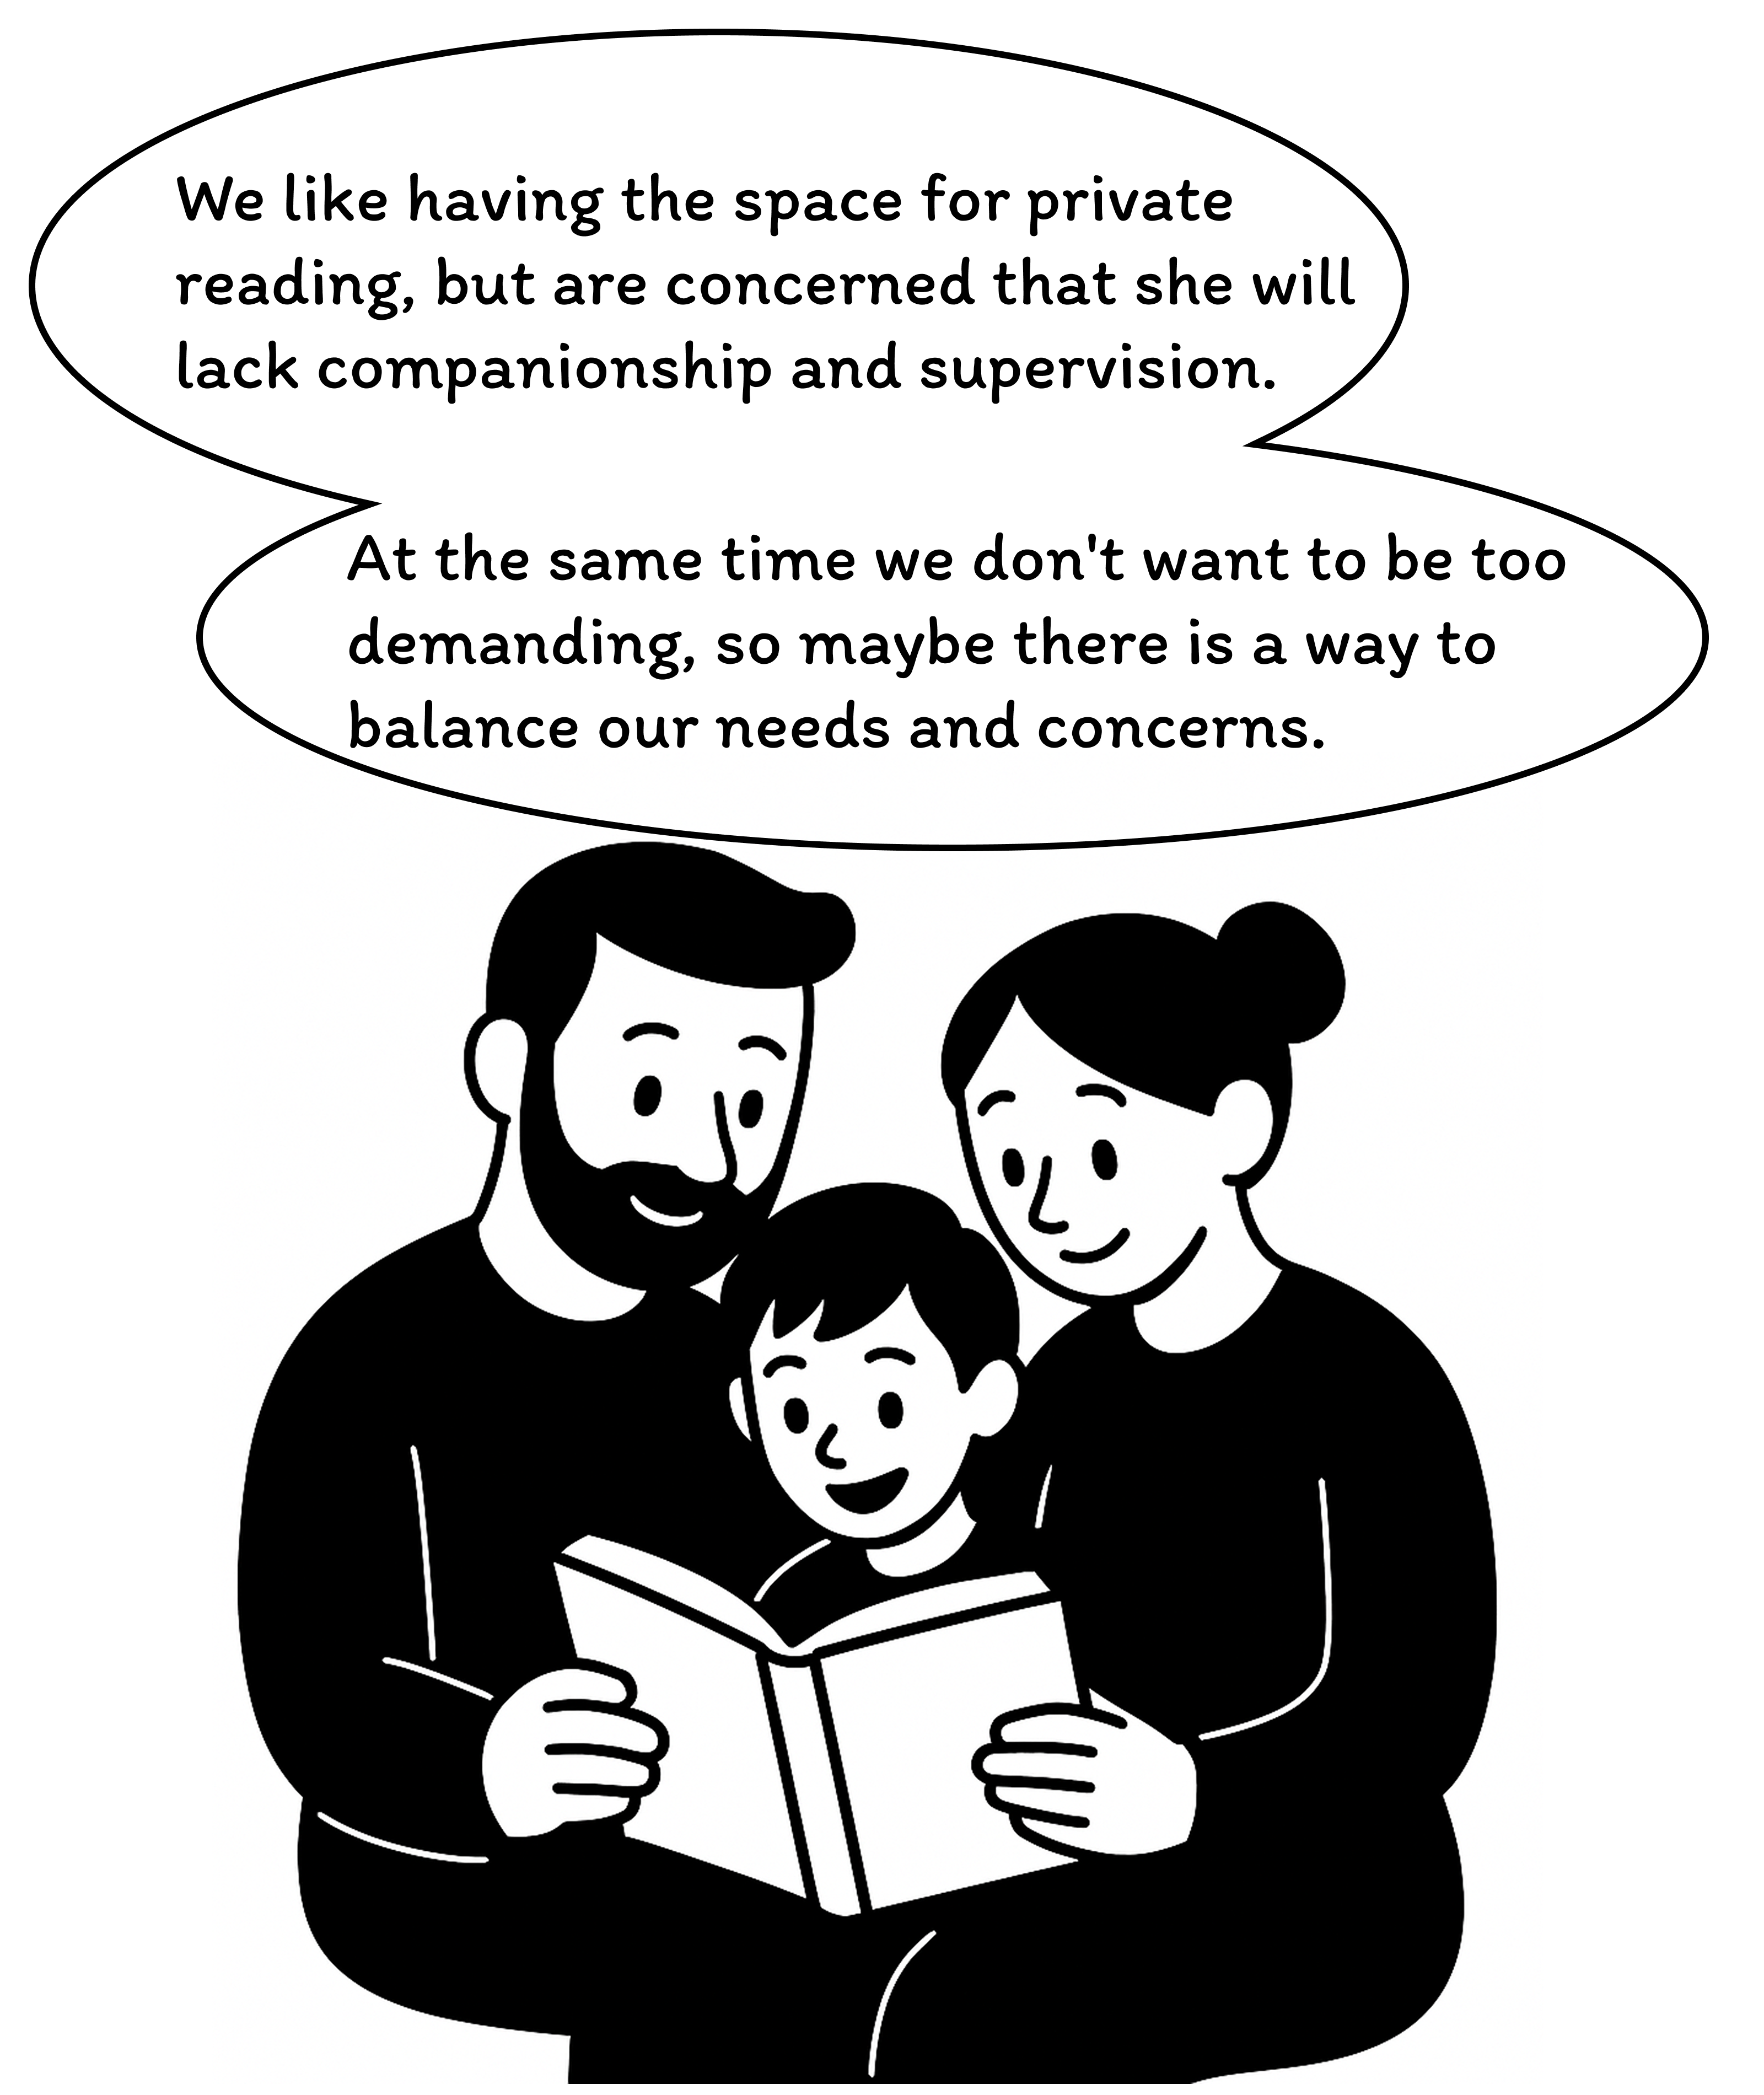 We like having the space for private
reading, but are concerned that she will
lack companionship and supervision.
At the same time we don't want to be too
demanding, so maybe there is a way to
balance our needs and concerns.